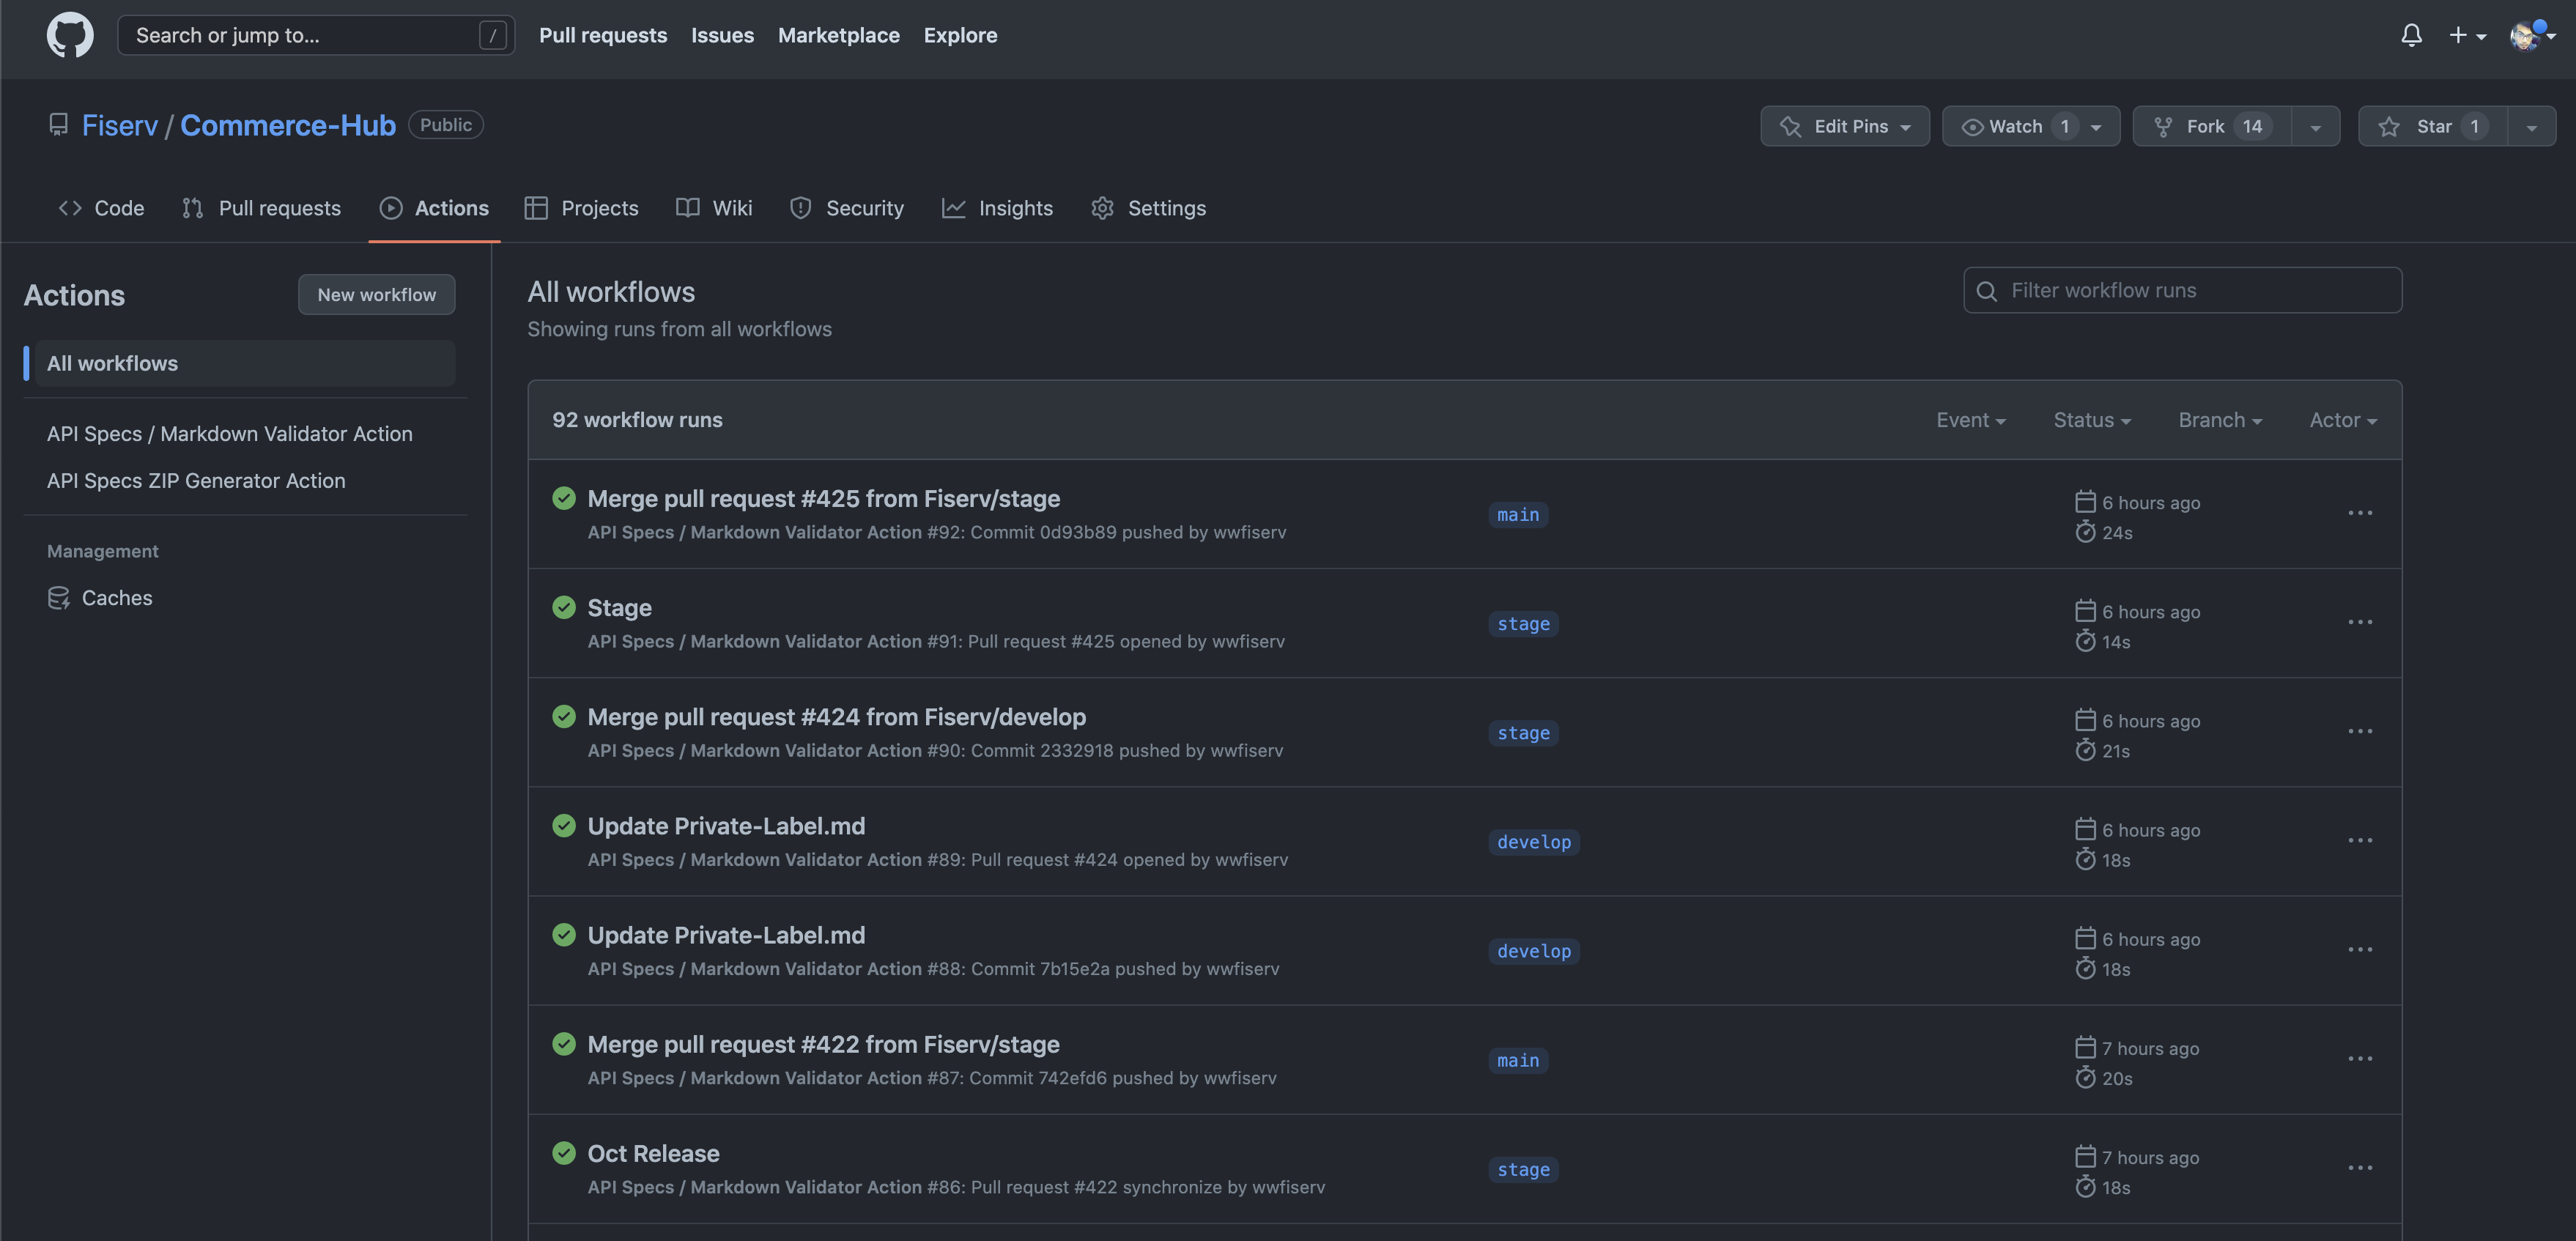 Search or jump to... /
Pull requests Issues Marketplace Explore
Fiserv / Commerce-Hub Public
Edit Pins Watch 1 Fork 14 Star 1
Code Pull requests Actions Projects Wiki Security Insights Settings
Actions
New workflow
All workflows
API Specs / Markdown Validator Action
API Specs ZIP Generator Action
Management
Caches
All workflows
Showing runs from all workflows
Filter workflow runs
92 workflow runs
Event Status Branch Actor
Merge pull request #425 from Fiserv/stage
API Specs / Markdown Validator Action #92: Commit 0d93b89 pushed by wwfiserv
main
6 hours ago
24s
Stage
API Specs / Markdown Validator Action #91: Pull request #425 opened by wwfiserv
stage
6 hours ago
14s
Merge pull request #424 from Fiserv/develop
API Specs / Markdown Validator Action #90: Commit 2332918 pushed by wwfiserv
stage
6 hours ago
21s
Update Private-Label.md
API Specs / Markdown Validator Action #89: Pull request #424 opened by wwfiserv
develop
6 hours ago
18s
Update Private-Label.md
API Specs / Markdown Validator Action #88: Commit 7b15e2a pushed by wwfiserv
develop
6 hours ago
18s
Merge pull request #422 from Fiserv/stage
API Specs / Markdown Validator Action #87: Commit 742efd6 pushed by wwfiserv
main
7 hours ago
20s
Oct Release
API Specs / Markdown Validator Action #86: Pull request #422 synchronize by wwfiserv
stage
7 hours ago
18s